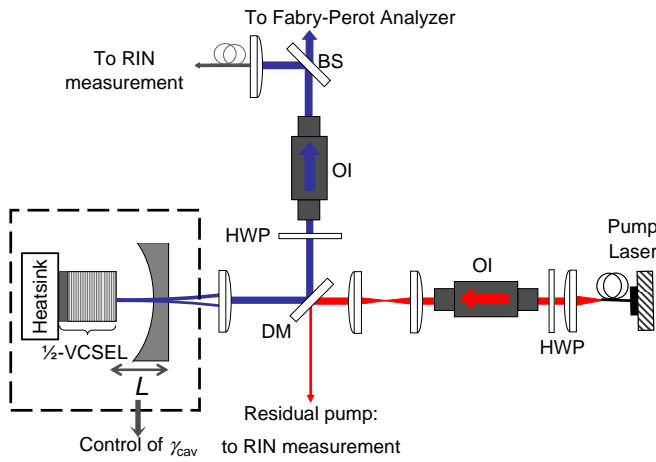 To Fabry-Perot Analyzer
BS
To RIN
measurement
OI
HWP
Pump
Laser
OI
Heatsink
½-VCSEL
DM
HWP
L
Residual pump:
Control of γcav
to RIN measurement